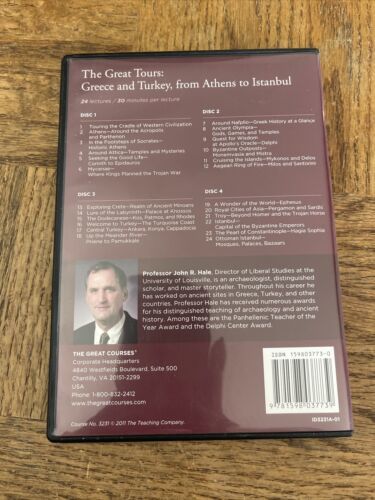 The Great Tours:
Greece and Turkey, from Athens to Istanbul
24 lectures / 30 minutes per lecture
DISC 1
1 Touring the Cradle of Western Civilization
2 Athens—Around the Acropolis
and Parthenon
3 In the Footsteps of Socrates—
Historic Athens
4 Around Attica—Temples and Mysteries
5 Seeking the Good Life—
Corinth to Epidauros
6 Mycenae—
Where Kings Planned the Trojan War
DISC 2
7 Around Nafplio—Greek History at a Glance
8 Ancient Olympia—
Gods, Games, and Temples
9 Quest for Wisdom
at Apollo's Oracle—Delphi
10 Byzantine Outposts—
Monemvasia and Mistra
11 Cruising the Islands—Mykonos and Delos
12 Aegean Ring of Fire—Milos and Santorini
DISC 3
13 Exploring Crete—Realm of Ancient Minoans
14 Lure of the Labyrinth—Palace at Knossos
15 The Dodecanese—Kos, Patmos, and Rhodes
16 Welcome to Turkey—The Turquoise Coast
17 Central Turkey—Ankara, Konya, Cappadocia
18 Up the Meander River—
Priene to Pamukkale
DISC 4
19 A Wonder of the World—Ephesus
20 Royal Cities of Asia—Pergamon and Sardis
21 Troy—Beyond Homer and the Trojan Horse
22 Istanbul—
Capital of the Byzantine Emperors
23 The Pearl of Constantinople—Hagia Sophia
24 Ottoman Istanbul—
Mosques, Palaces, Bazaars
Professor John R. Hale, Director of Liberal Studies at the
University of Louisville, is an archaeologist, distinguished
scholar, and master storyteller. Throughout his career he
has worked on ancient sites in Greece, Turkey, and other
countries. Professor Hale has received numerous awards
for his distinguished teaching of archaeology and ancient
history. Among these are the Panhellenic Teacher of the
Year Award and the Delphi Center Award.
THE GREAT COURSES®
Corporate Headquarters
4840 Westfields Boulevard, Suite 500
Chantilly, VA 20151-2299
USA
Phone: 1-800-832-2412
www.thegreatcourses.com
ISBN 159803773-0
9 781598 037739
Course No. 3231 © 2011 The Teaching Company.
ID3231A-01